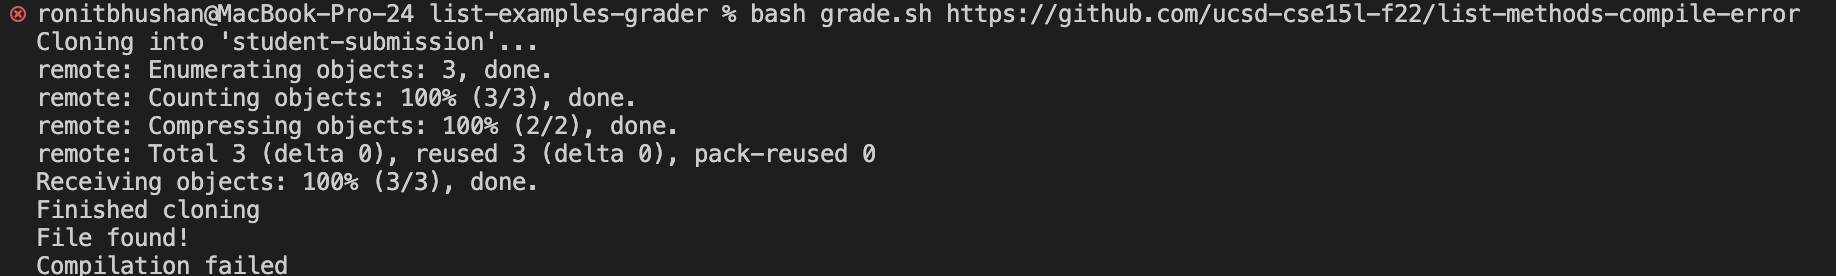 ronitbhushan@MacBook-Pro-24 list-examples-grader % bash grade.sh https://github.com/ucsd-cse15l-f22/list-methods-compile-error
Cloning into 'student-submission'...
remote: Enumerating objects: 3, done.
remote: Counting objects: 100% (3/3), done.
remote: Compressing objects: 100% (2/2), done.
remote: Total 3 (delta 0), reused 3 (delta 0), pack-reused 0
Receiving objects: 100% (3/3), done.
Finished cloning
File found!
Compilation failed